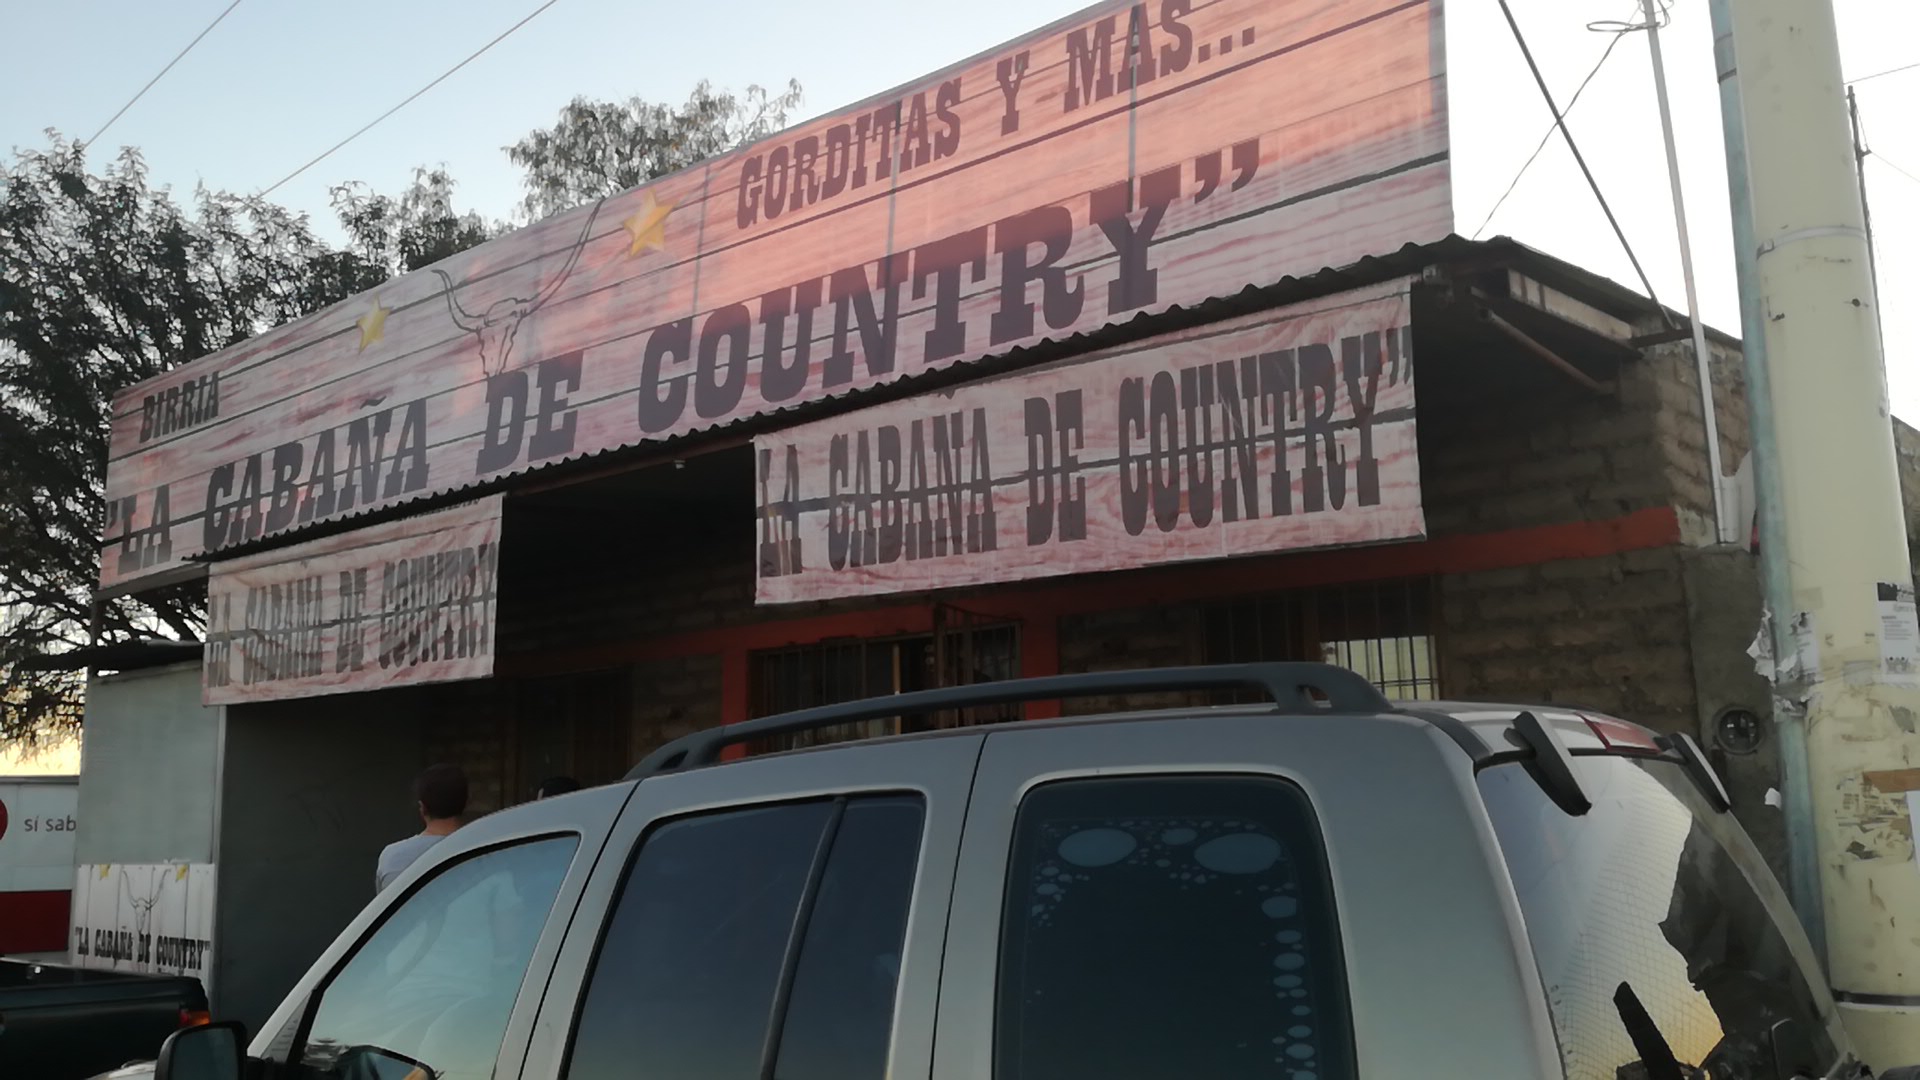 BIRRIA
GORDITAS Y MAS...
"LA CABAÑA DE COUNTRY"
"LA CABAÑA DE COUNTRY
LA CABAÑA DE COUNTRY"
sí sab
"LA CABAÑA DE COUNTRY"